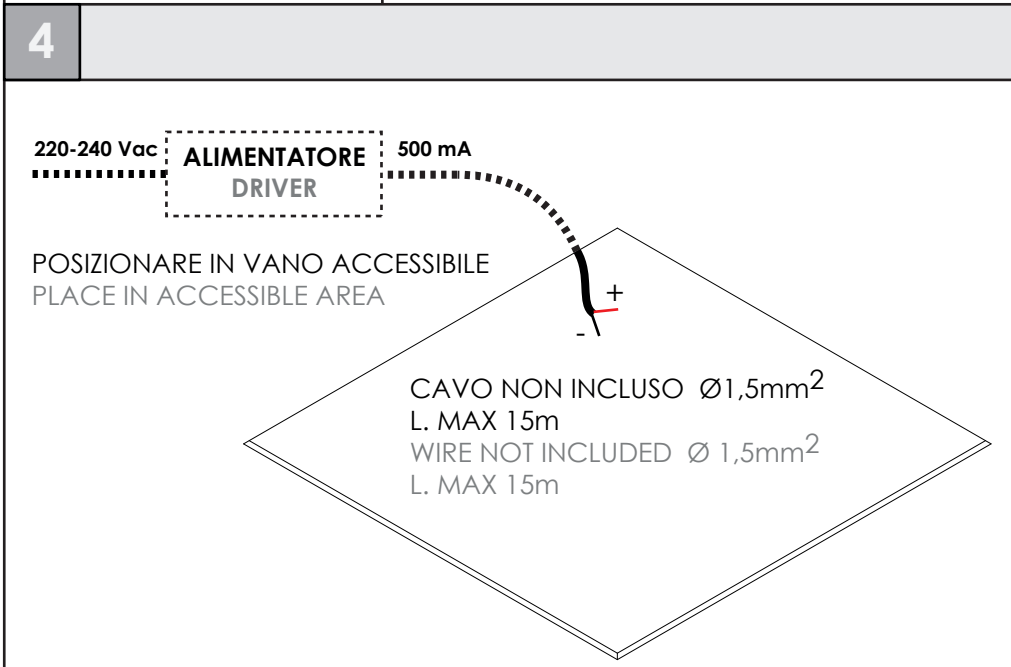 4
220-240 Vac
ALIMENTATORE
DRIVER
500 mA
POSIZIONARE IN VANO ACCESSIBILE
PLACE IN ACCESSIBLE AREA
+
-
CAVO NON INCLUSO Ø1,5mm²
L. MAX 15m
WIRE NOT INCLUDED Ø 1,5mm²
L. MAX 15m